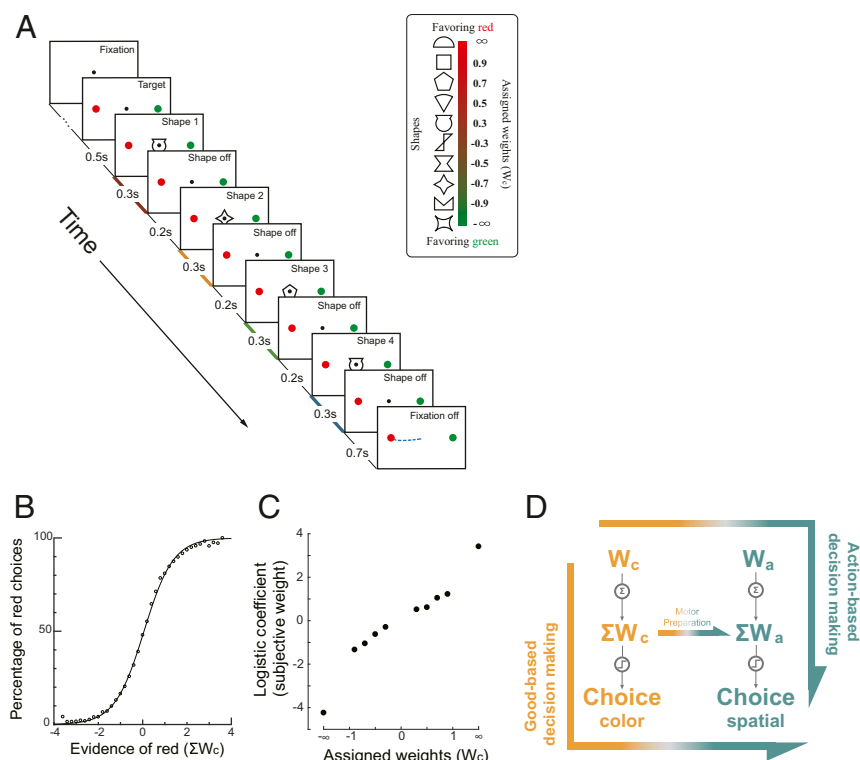 A
Fixation
Target
Shape 1
Shape off
Shape 2
Shape off
Shape 3
Shape off
Shape 4
Shape off
Fixation off
0.5s
0.3s
0.2s
0.3s
0.2s
0.3s
0.2s
0.3s
0.7s
Time
Favoring red
∞
0.9
0.7
0.5
0.3
-0.3
-0.5
-0.7
-0.9
-∞
Favoring green
Shapes
Assigned weights (Wc)
B
Percentage of red choices
100
50
0
-4
-2
0
2
4
Evidence of red (ΣWc)
C
Logistic coefficient
(subjective weight)
4
2
0
-2
-4
-∞
-1
0
1
∞
Assigned weights (Wc)
D
Good-based
decision making
Action-based
decision making
Wc
Wa
Σ
Σ
Motor
Preparation
ΣWc
ΣWa
Choice
color
Choice
spatial